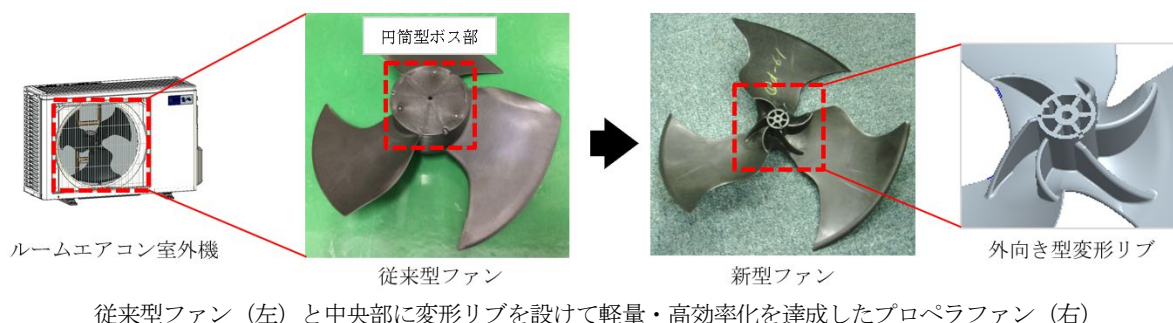 円筒型ボス部
ルームエアコン室外機
従来型ファン
新型ファン
外向き型変形リブ
従来型ファン（左）と中央部に変形リブを設けて軽量・高効率化を達成したプロペラファン（右）